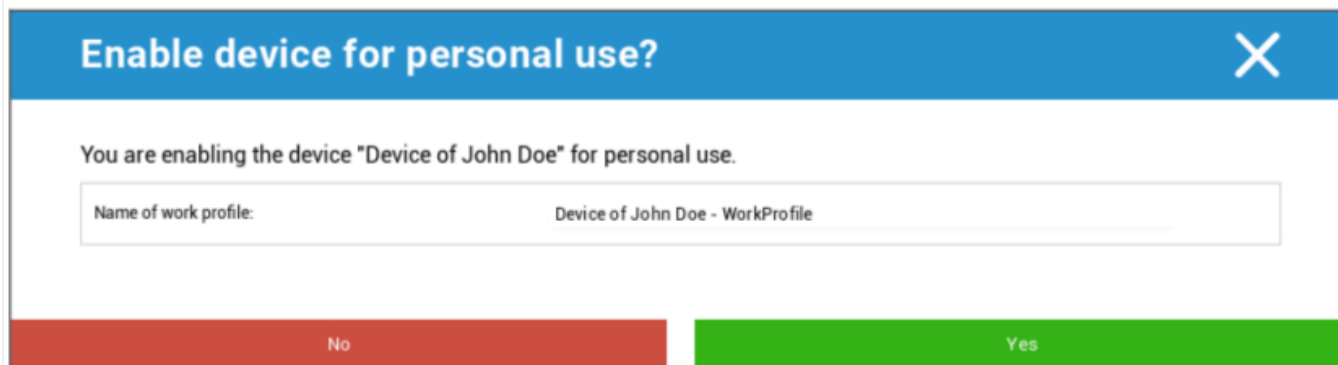 Enable device for personal use?
You are enabling the device "Device of John Doe" for personal use.
Name of work profile: Device of John Doe - WorkProfile
No Yes